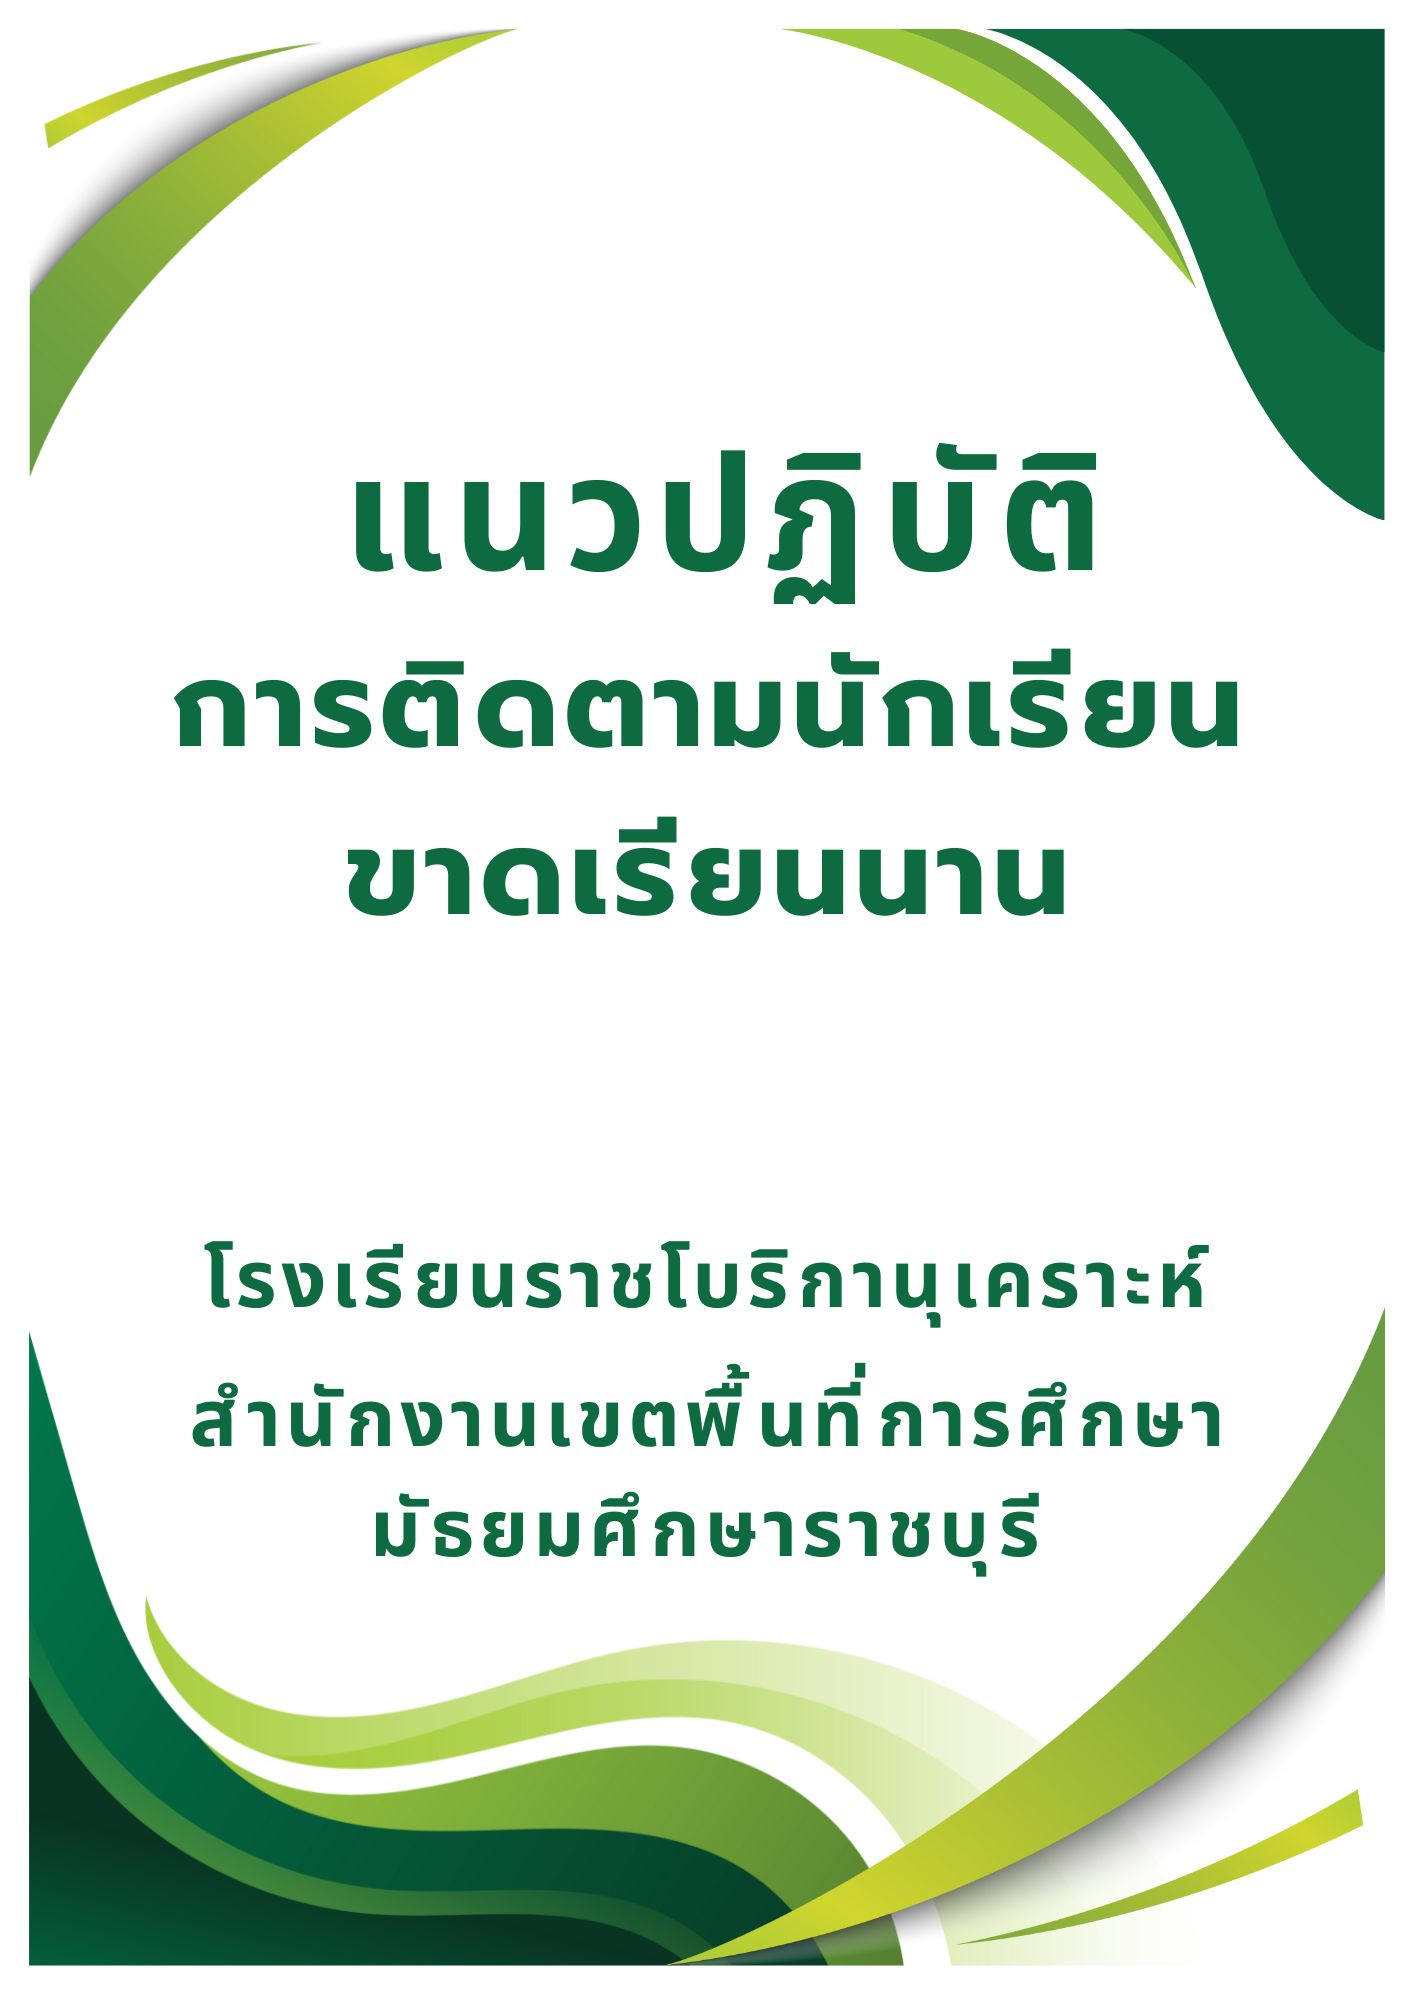 แนวปฏิบัติ
การติดตามนักเรียน
ขาดเรียนนาน
โรงเรียนราชโบริกานุเคราะห์
สำนักงานเขตพื้นที่การศึกษา
มัธยมศึกษาราชบุรี